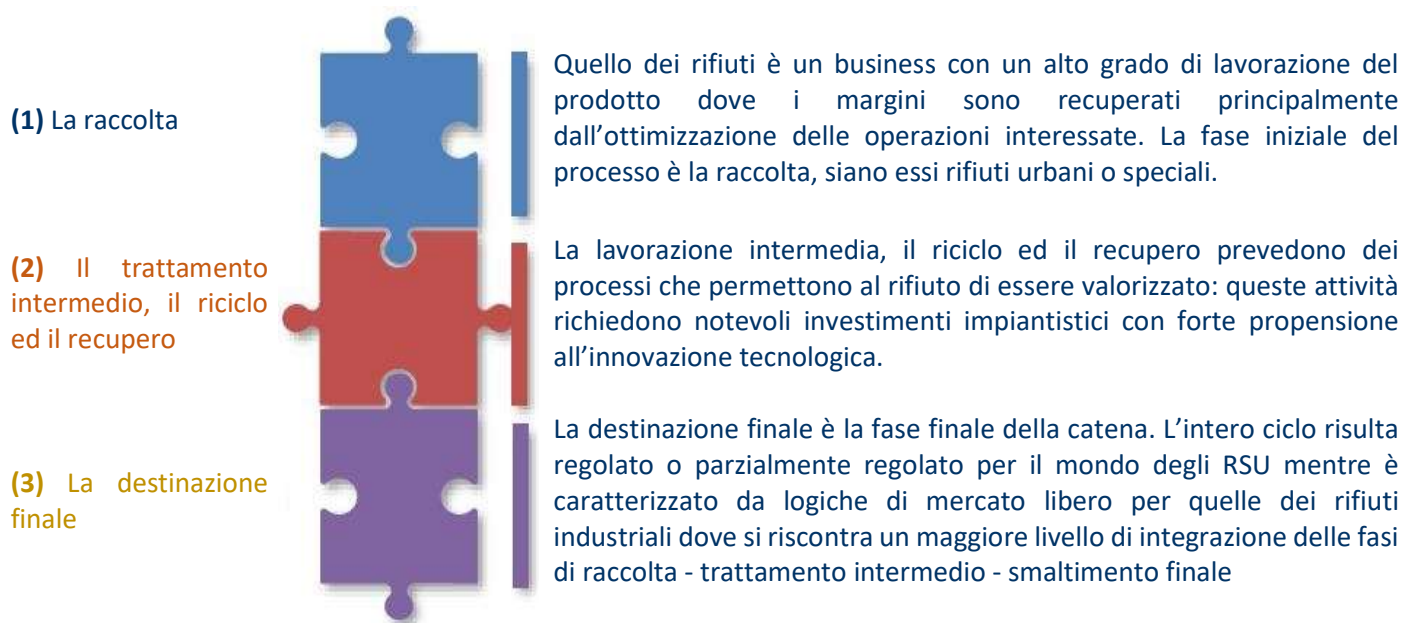 (1) La raccolta
Quello dei rifiuti è un business con un alto grado di lavorazione del
prodotto dove i margini sono recuperati principalmente
dall’ottimizzazione delle operazioni interessate. La fase iniziale del
processo è la raccolta, siano essi rifiuti urbani o speciali.
(2) Il trattamento
intermedio, il riciclo
ed il recupero
La lavorazione intermedia, il riciclo ed il recupero prevedono dei
processi che permettono al rifiuto di essere valorizzato: queste attività
richiedono notevoli investimenti impiantistici con forte propensione
all’innovazione tecnologica.
(3) La destinazione
finale
La destinazione finale è la fase finale della catena. L’intero ciclo risulta
regolato o parzialmente regolato per il mondo degli RSU mentre è
caratterizzato da logiche di mercato libero per quelle dei rifiuti
industriali dove si riscontra un maggiore livello di integrazione delle fasi
di raccolta - trattamento intermedio - smaltimento finale